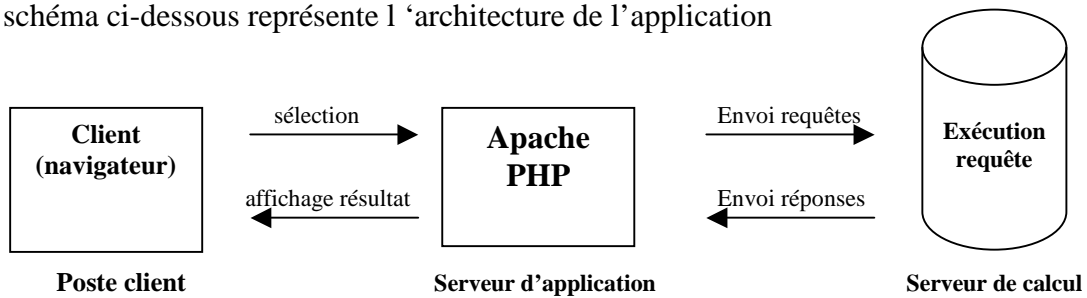 schéma ci-dessous représente l ‘architecture de l’application
Client
(navigateur)
sélection
affichage résultat
Apache
PHP
Envoi requêtes
Envoi réponses
Exécution
requête
Poste client
Serveur d’application
Serveur de calcul